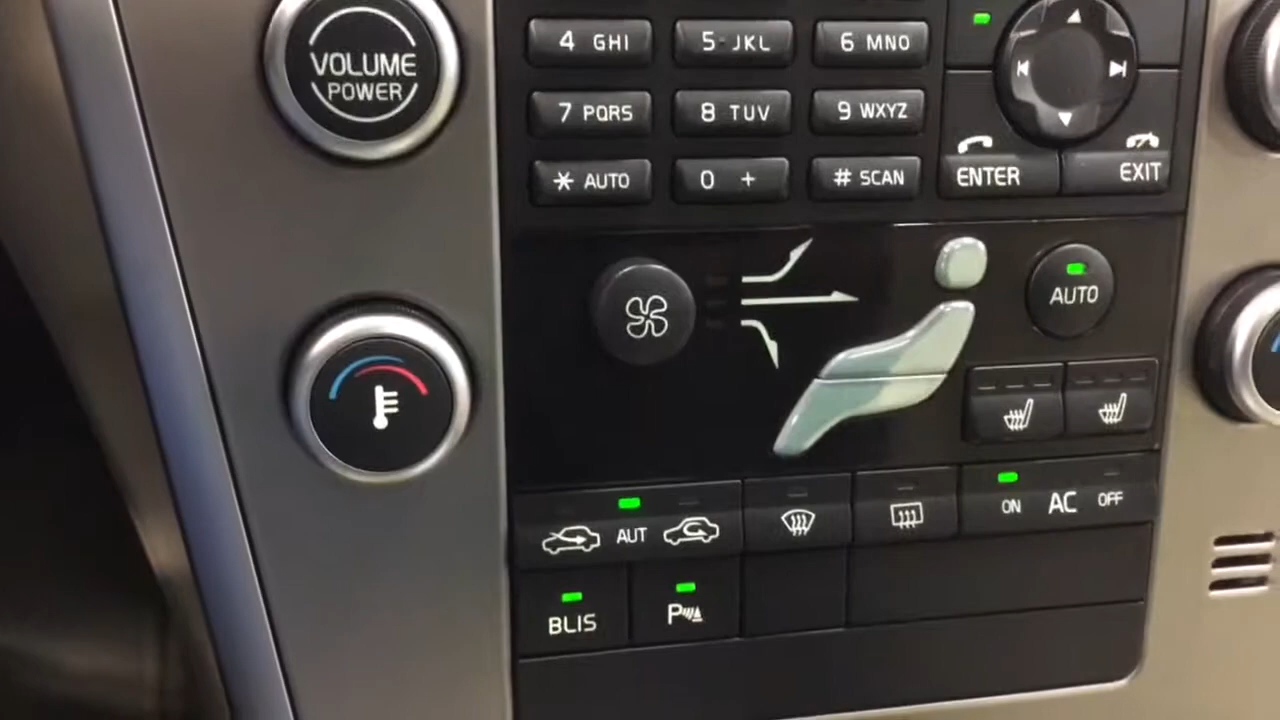 VOLUME
POWER
4 GHI
5 JKL
6 MNO
7 PQRS
8 TUV
9 WXYZ
* AUTO
0 +
# SCAN
ENTER
EXIT
AUTO
AUT
ON AC OFF
BLIS
P